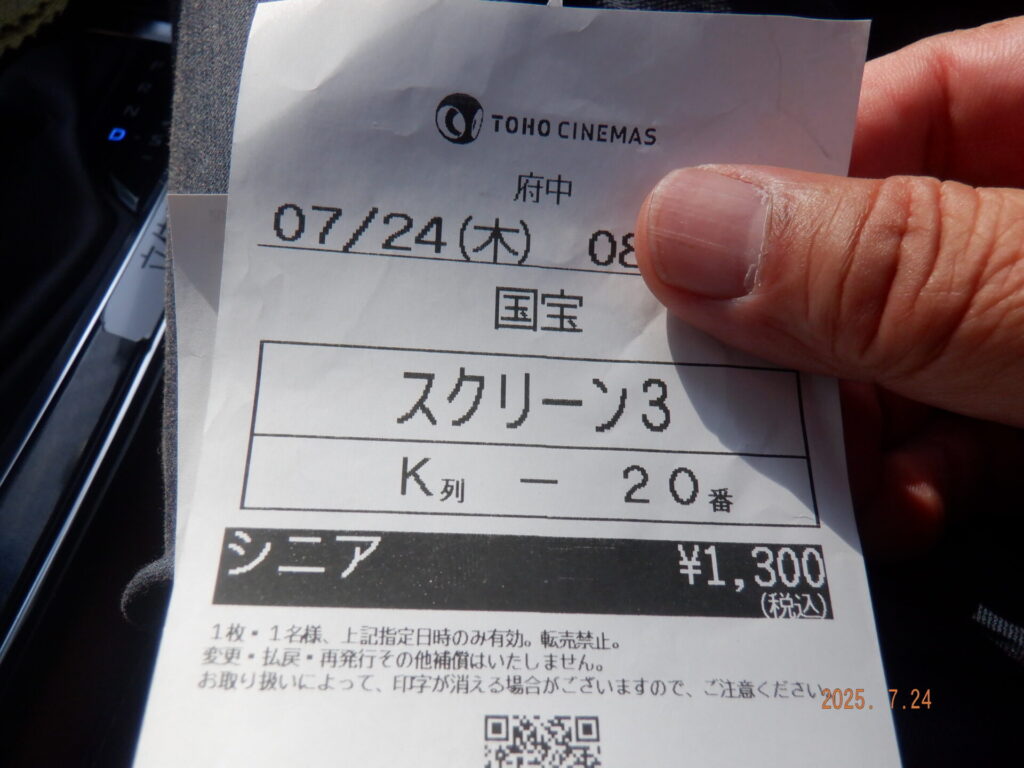 TOHO CINEMAS
府中
07/24(木) 08
国宝
スクリーン3
K列 － 20番
シニア ¥1,300
(税込)
1枚・1名様、上記指定日時のみ有効。転売禁止。
変更・払戻・再発行その他補償はいたしません。
お取り扱いによって、印字が消える場合がございますので、ご注意ください。
2025. 7.24
R
N
D
S